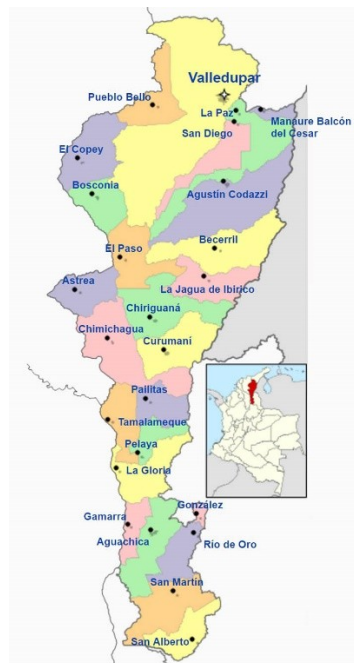 Valledupar
Pueblo Bello
La Paz
Manaure Balcón
del Cesar
San Diego
El Copey
Bosconia
Agustín Codazzi
Becerril
El Paso
Astrea
La Jagua de Ibirico
Chiriguaná
Chimichagua
Curumaní
Pailitas
Tamalameque
Pelaya
La Gloria
González
Gamarra
Aguachica
Río de Oro
San Martín
San Alberto